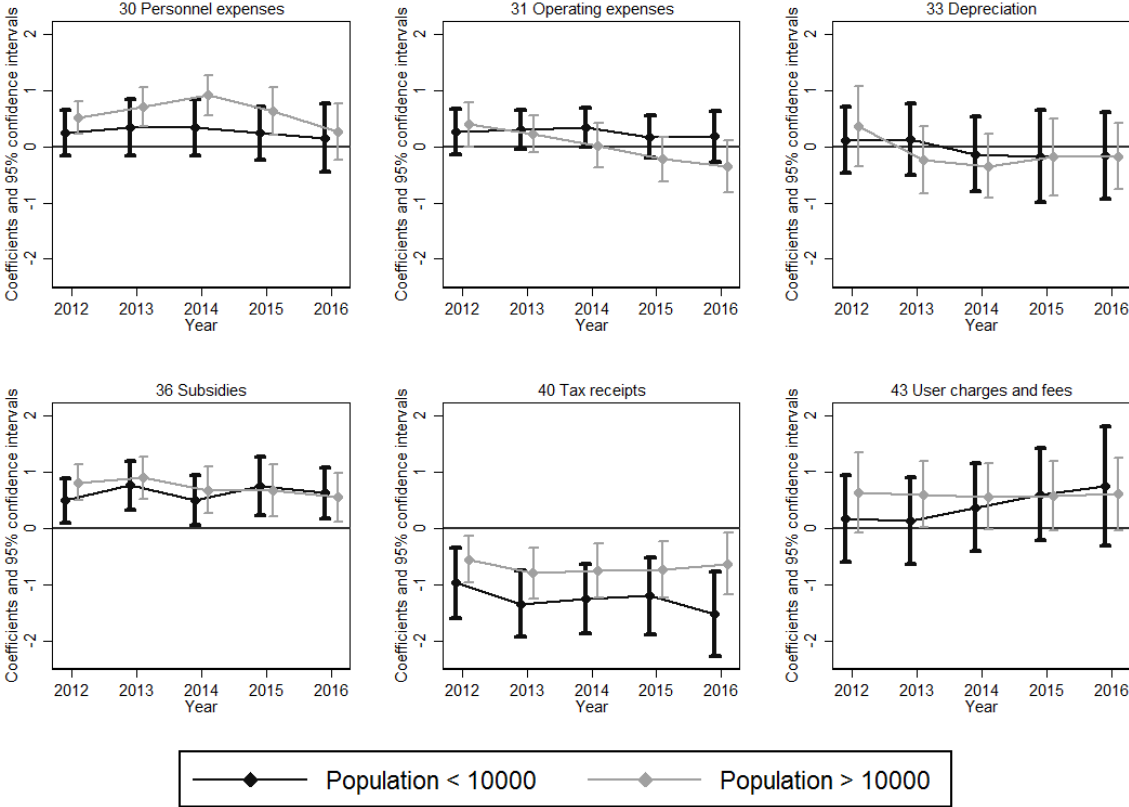 30 Personnel expenses
Coefficients and 95% confidence intervals
2
1
0
-1
-2
2012 2013 2014 2015 2016
Year
31 Operating expenses
Coefficients and 95% confidence intervals
2
1
0
-1
-2
2012 2013 2014 2015 2016
Year
33 Depreciation
Coefficients and 95% confidence intervals
2
1
0
-1
-2
2012 2013 2014 2015 2016
Year
36 Subsidies
Coefficients and 95% confidence intervals
2
1
0
-1
-2
2012 2013 2014 2015 2016
Year
40 Tax receipts
Coefficients and 95% confidence intervals
2
1
0
-1
-2
2012 2013 2014 2015 2016
Year
43 User charges and fees
Coefficients and 95% confidence intervals
2
1
0
-1
-2
2012 2013 2014 2015 2016
Year
Population < 10000 Population > 10000